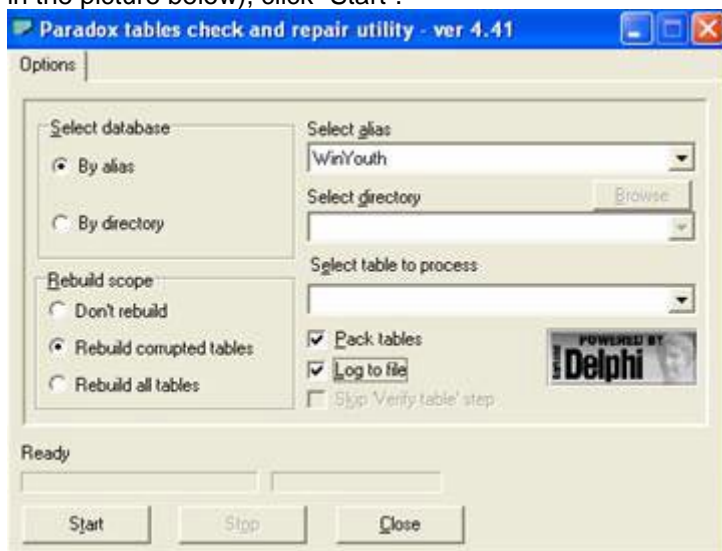 in the picture below), click "Start".
Paradox tables check and repair utility - ver 4.41
Options
Select database
By alias
By directory
Select alias
WinYouth
Select directory
Browse
Select table to process
Rebuild scope
Don't rebuild
Rebuild corrupted tables
Rebuild all tables
Pack tables
Log to file
Skip 'Verify table' step
POWERED BY
Delphi
Ready
Start
Stop
Close